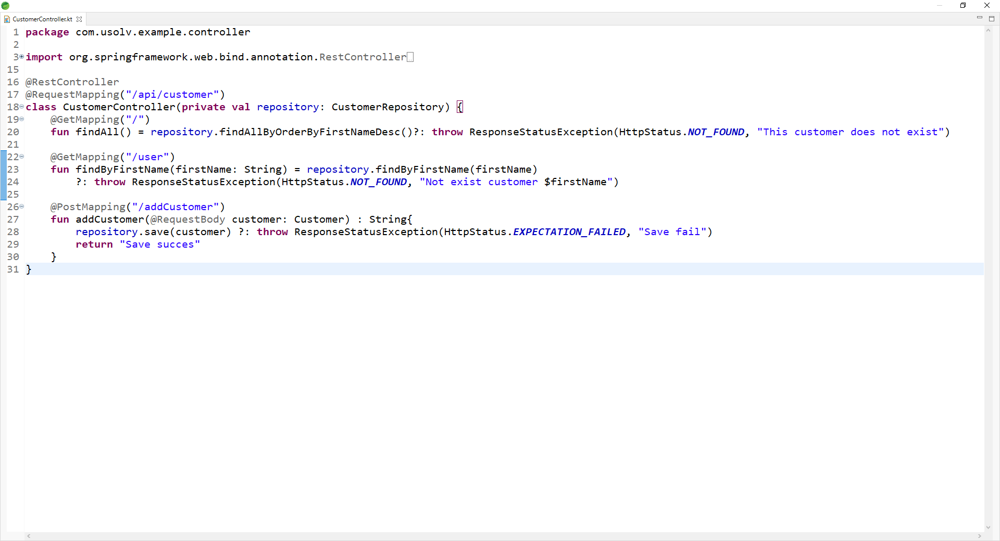 CustomerController.kt
1 package com.usolv.example.controller
2
3 import org.springframework.web.bind.annotation.RestController
15
16 @RestController
17 @RequestMapping("/api/customer")
18 class CustomerController(private val repository: CustomerRepository) {
19     @GetMapping("/")
20     fun findAll() = repository.findAllByOrderByFirstNameDesc()?: throw ResponseStatusException(HttpStatus.NOT_FOUND, "This customer does not exist")
21
22     @GetMapping("/user")
23     fun findByFirstName(firstName: String) = repository.findByFirstName(firstName)
24         ?: throw ResponseStatusException(HttpStatus.NOT_FOUND, "Not exist customer $firstName")
25
26     @PostMapping("/addCustomer")
27     fun addCustomer(@RequestBody customer: Customer) : String{
28         repository.save(customer) ?: throw ResponseStatusException(HttpStatus.EXPECTATION_FAILED, "Save fail")
29         return "Save succes"
30     }
31 }